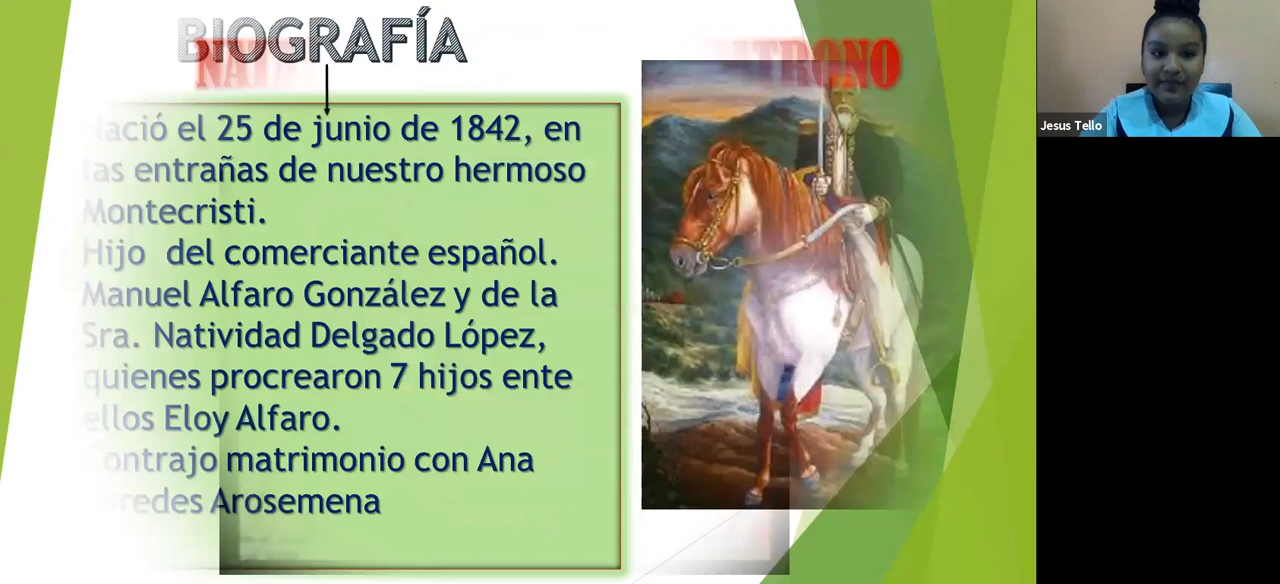 BIOGRAFÍA
Nació el 25 de junio de 1842, en
las entrañas de nuestro hermoso
Montecristi.
Hijo del comerciante español.
Manuel Alfaro González y de la
Sra. Natividad Delgado López,
quienes procrearon 7 hijos ente
ellos Eloy Alfaro.
Contrajo matrimonio con Ana
Paredes Arosemena
Jesus Tello